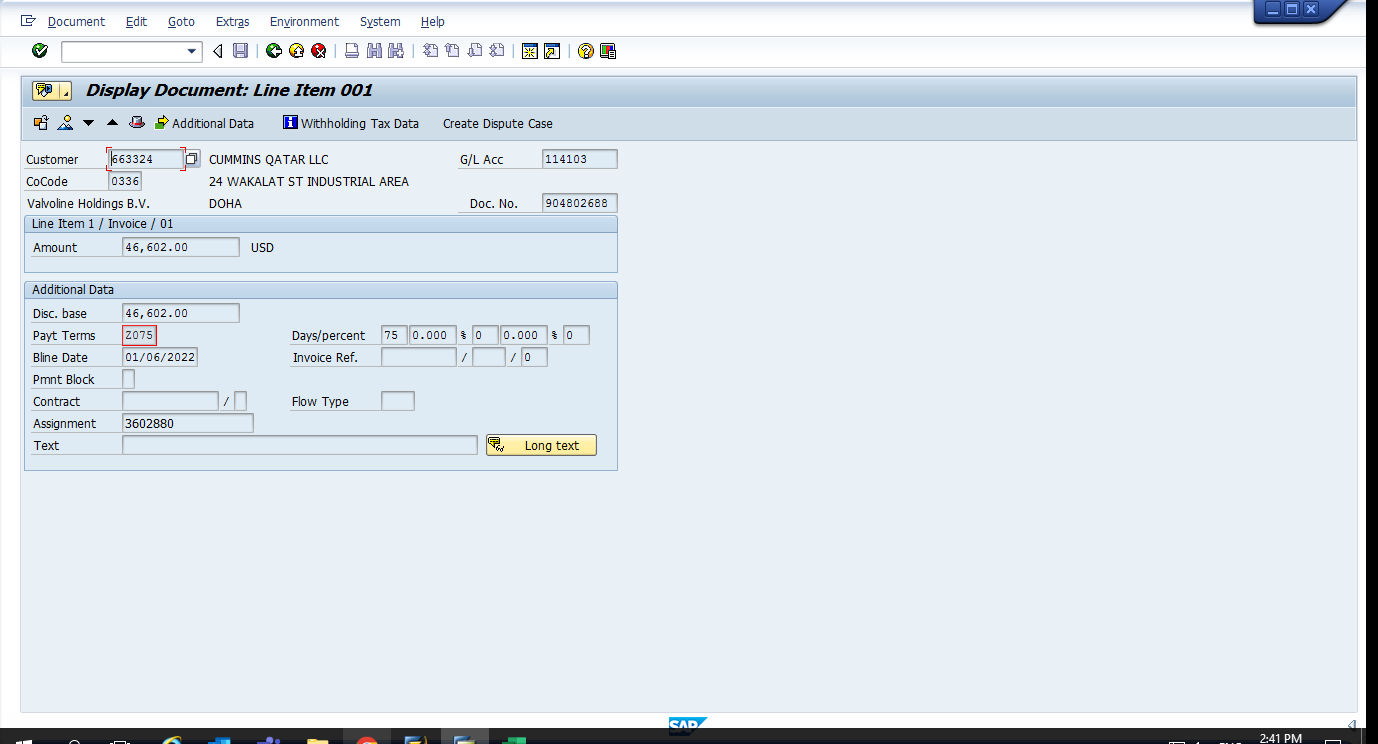 Document Edit Goto Extras Environment System Help
Display Document: Line Item 001
Additional Data Withholding Tax Data Create Dispute Case
Customer 663324 CUMMINS QATAR LLC G/L Acc 114103
CoCode 0336 24 WAKALAT ST INDUSTRIAL AREA
Valvoline Holdings B.V. DOHA Doc. No. 904802688
Line Item 1 / Invoice / 01
Amount 46,602.00 USD
Additional Data
Disc. base 46,602.00
Payt Terms Z075 Days/percent 75 0.000 % 0 0.000 % 0
Bline Date 01/06/2022 Invoice Ref. / / 0
Pmnt Block
Contract / Flow Type
Assignment 3602880
Text Long text
SAP
2:41 PM